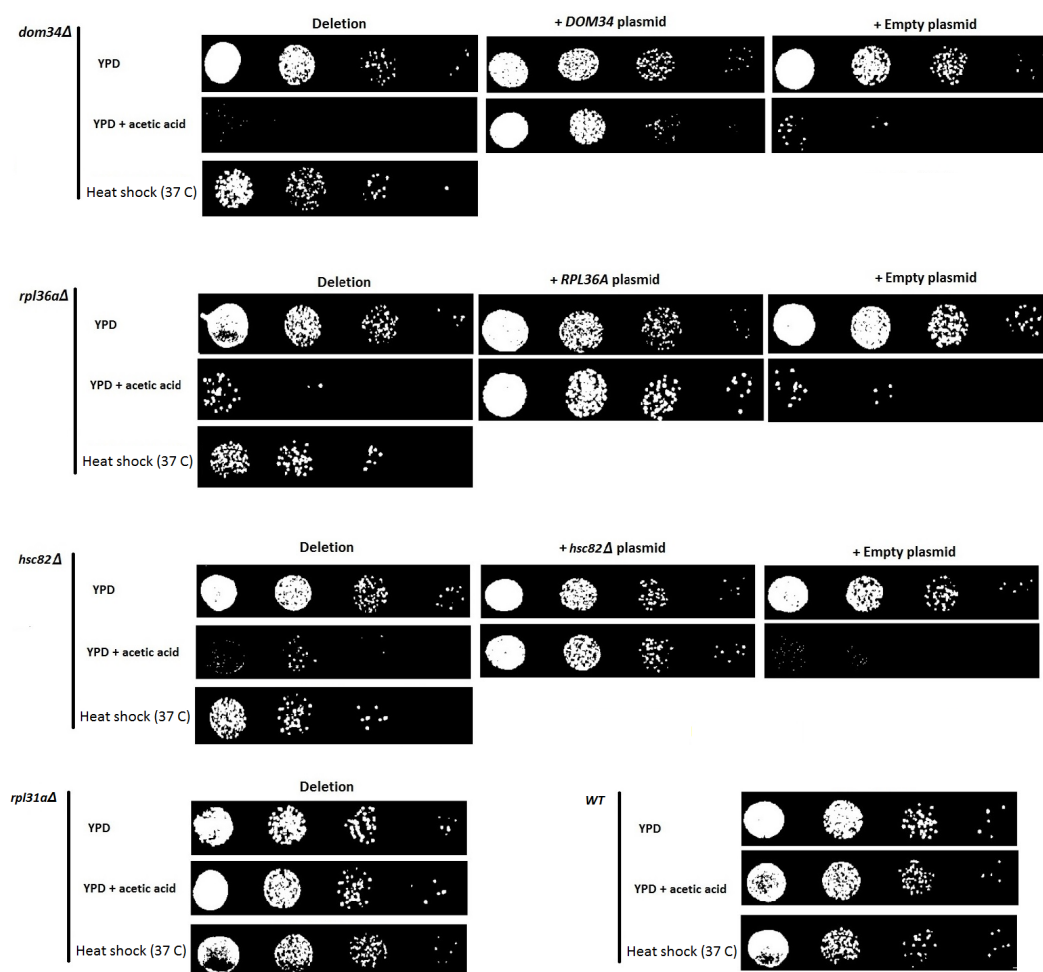 dom34Δ
Deletion
+ DOM34 plasmid
+ Empty plasmid
YPD
YPD + acetic acid
Heat shock (37 C)
rpl36aΔ
Deletion
+ RPL36A plasmid
+ Empty plasmid
YPD
YPD + acetic acid
Heat shock (37 C)
hsc82Δ
Deletion
+ hsc82Δ plasmid
+ Empty plasmid
YPD
YPD + acetic acid
Heat shock (37 C)
rpl31aΔ
Deletion
YPD
YPD + acetic acid
Heat shock (37 C)
WT
YPD
YPD + acetic acid
Heat shock (37 C)